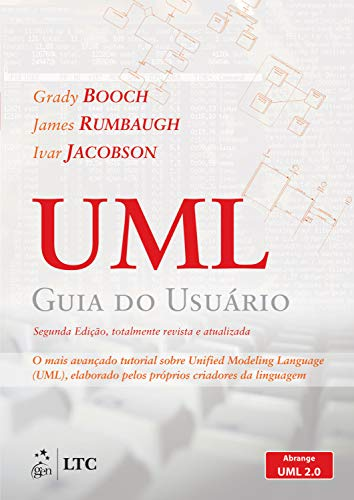 Grady BOOCH
James RUMBAUGH
Ivar JACOBSON
UML
GUIA DO USUÁRIO
Segunda Edição, totalmente revista e atualizada
O mais avançado tutorial sobre Unified Modeling Language
(UML), elaborado pelos próprios criadores da linguagem
Abrange
UML 2.0
gen
LTC